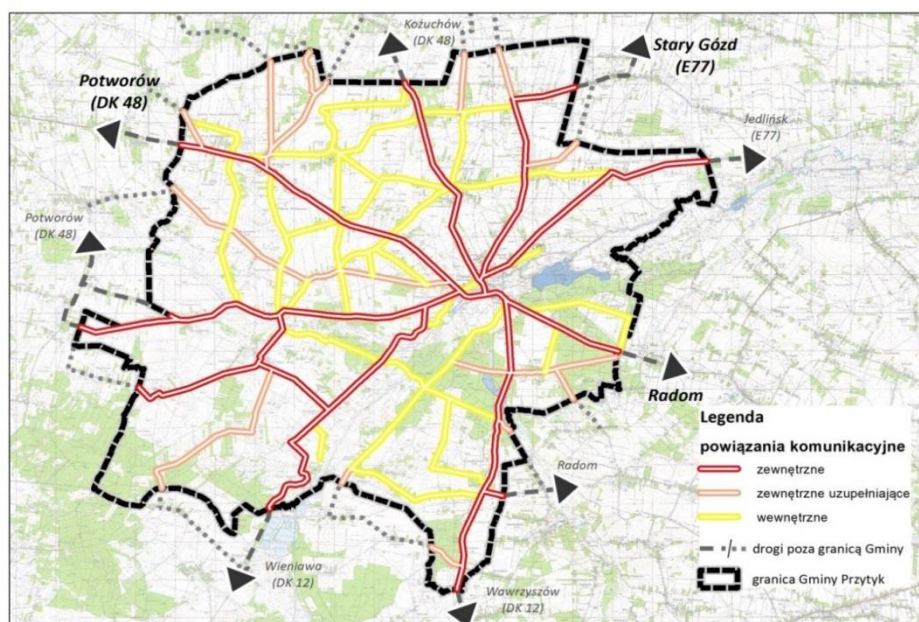 Kożuchów
(DK 48)
Stary Gózd
(E77)
Potworów
(DK 48)
Jedlińsk
(E77)
Potworów
(DK 48)
Radom
Radom
Wieniawa
(DK 12)
Wawrzyszów
(DK 12)
Legenda
powiązania komunikacyjne
zewnętrzne
zewnętrzne uzupełniające
wewnętrzne
drogi poza granicą Gminy
granica Gminy Przytyk